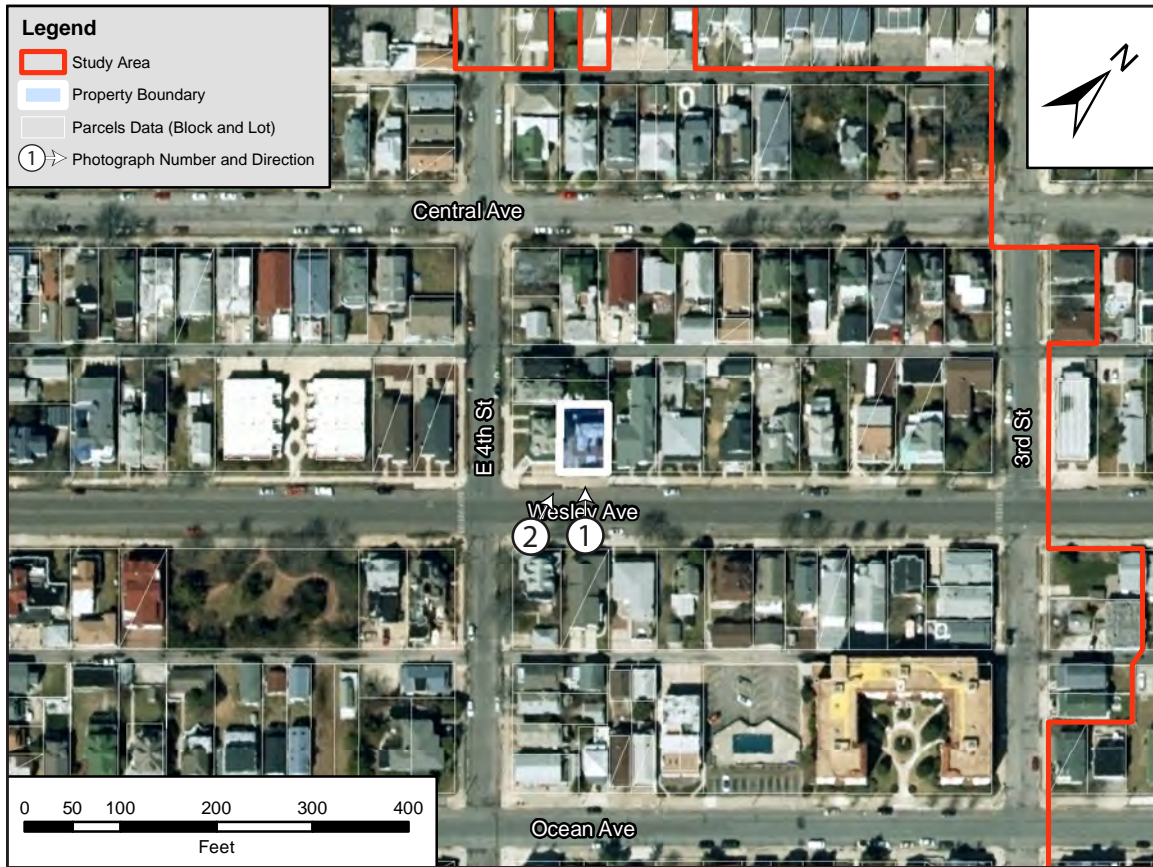 Legend
Study Area
Property Boundary
Parcels Data (Block and Lot)
1 Photograph Number and Direction
N
Central Ave
E 4th St
3rd St
Wesley Ave
2 1
0 50 100 200 300 400
Feet
Ocean Ave